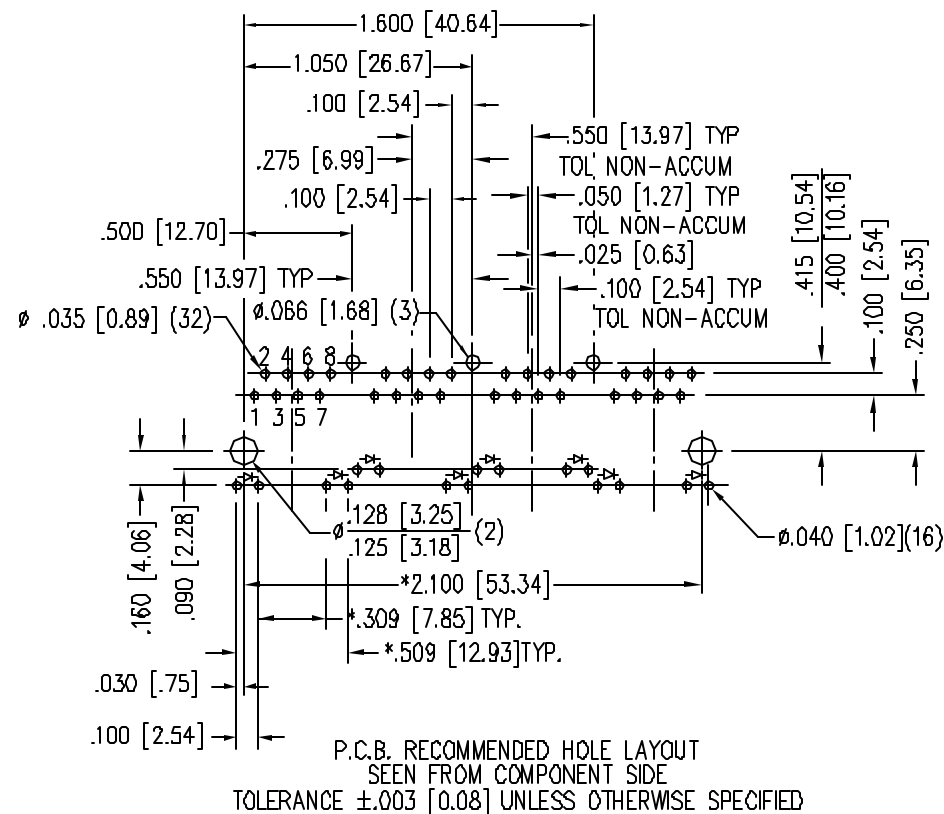 1.600 [40.64]
1.050 [26.67]
.100 [2.54]
.550 [13.97] TYP
TOL NON-ACCUM
.275 [6.99]
.100 [2.54]
.050 [1.27] TYP
TOL NON-ACCUM
.500 [12.70]
.025 [0.63]
.550 [13.97] TYP
.100 [2.54] TYP
TOL NON-ACCUM
ø .035 [0.89] (32)
ø.066 [1.68] (3)
.415 [10.54]
.400 [10.16]
.100 [2.54]
.250 [6.35]
2 4 6 8
1 3 5 7
ø .128 [3.25]
.125 [3.18] (2)
ø.040 [1.02](16)
.160 [4.06]
.090 [2.28]
*2.100 [53.34]
*.309 [7.85] TYP.
*.509 [12.93]TYP.
.030 [.75]
.100 [2.54]
P.C.B. RECOMMENDED HOLE LAYOUT
SEEN FROM COMPONENT SIDE
TOLERANCE ±.003 [0.08] UNLESS OTHERWISE SPECIFIED